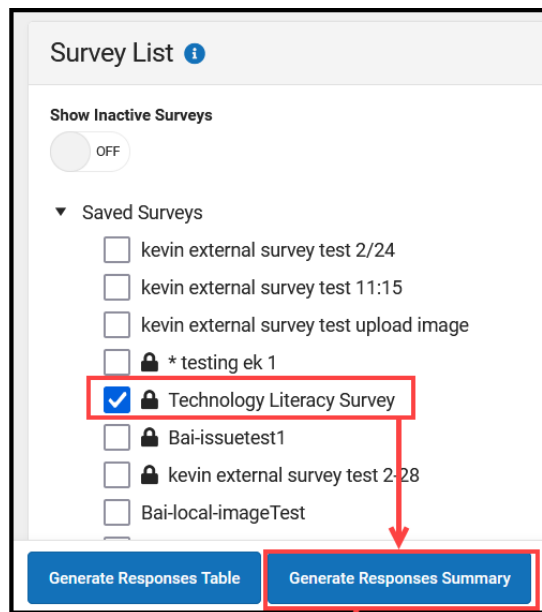 Survey List
Show Inactive Surveys
OFF
Saved Surveys
kevin external survey test 2/24
kevin external survey test 11:15
kevin external survey test upload image
* testing ek 1
Technology Literacy Survey
Bai-issuetest1
kevin external survey test 2-28
Bai-local-imageTest
Generate Responses Table
Generate Responses Summary